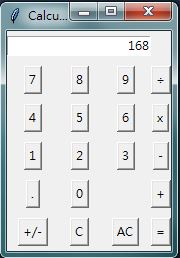 Calcu...
168
7 8 9 ÷
4 5 6 x
1 2 3 -
. 0 +
+/- C AC =